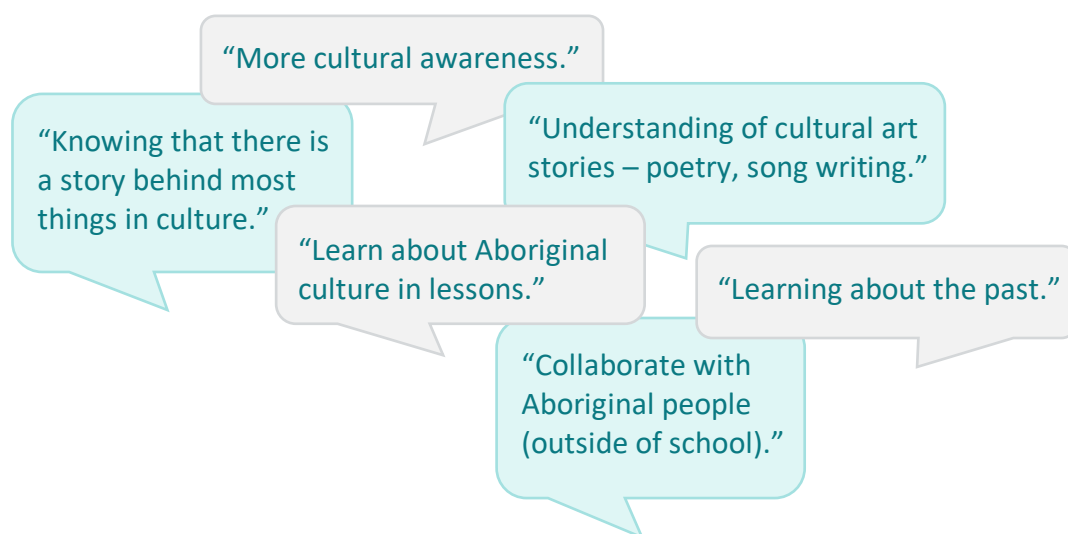 “More cultural awareness.”
“Knowing that there is
a story behind most
things in culture.”
“Understanding of cultural art
stories – poetry, song writing.”
“Learn about Aboriginal
culture in lessons.”
“Learning about the past.”
“Collaborate with
Aboriginal people
(outside of school).”